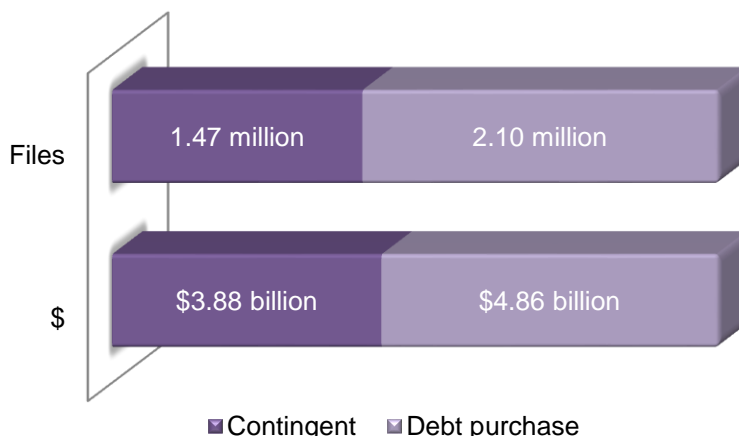 Files
1.47 million 2.10 million
$
$3.88 billion $4.86 billion
Contingent Debt purchase